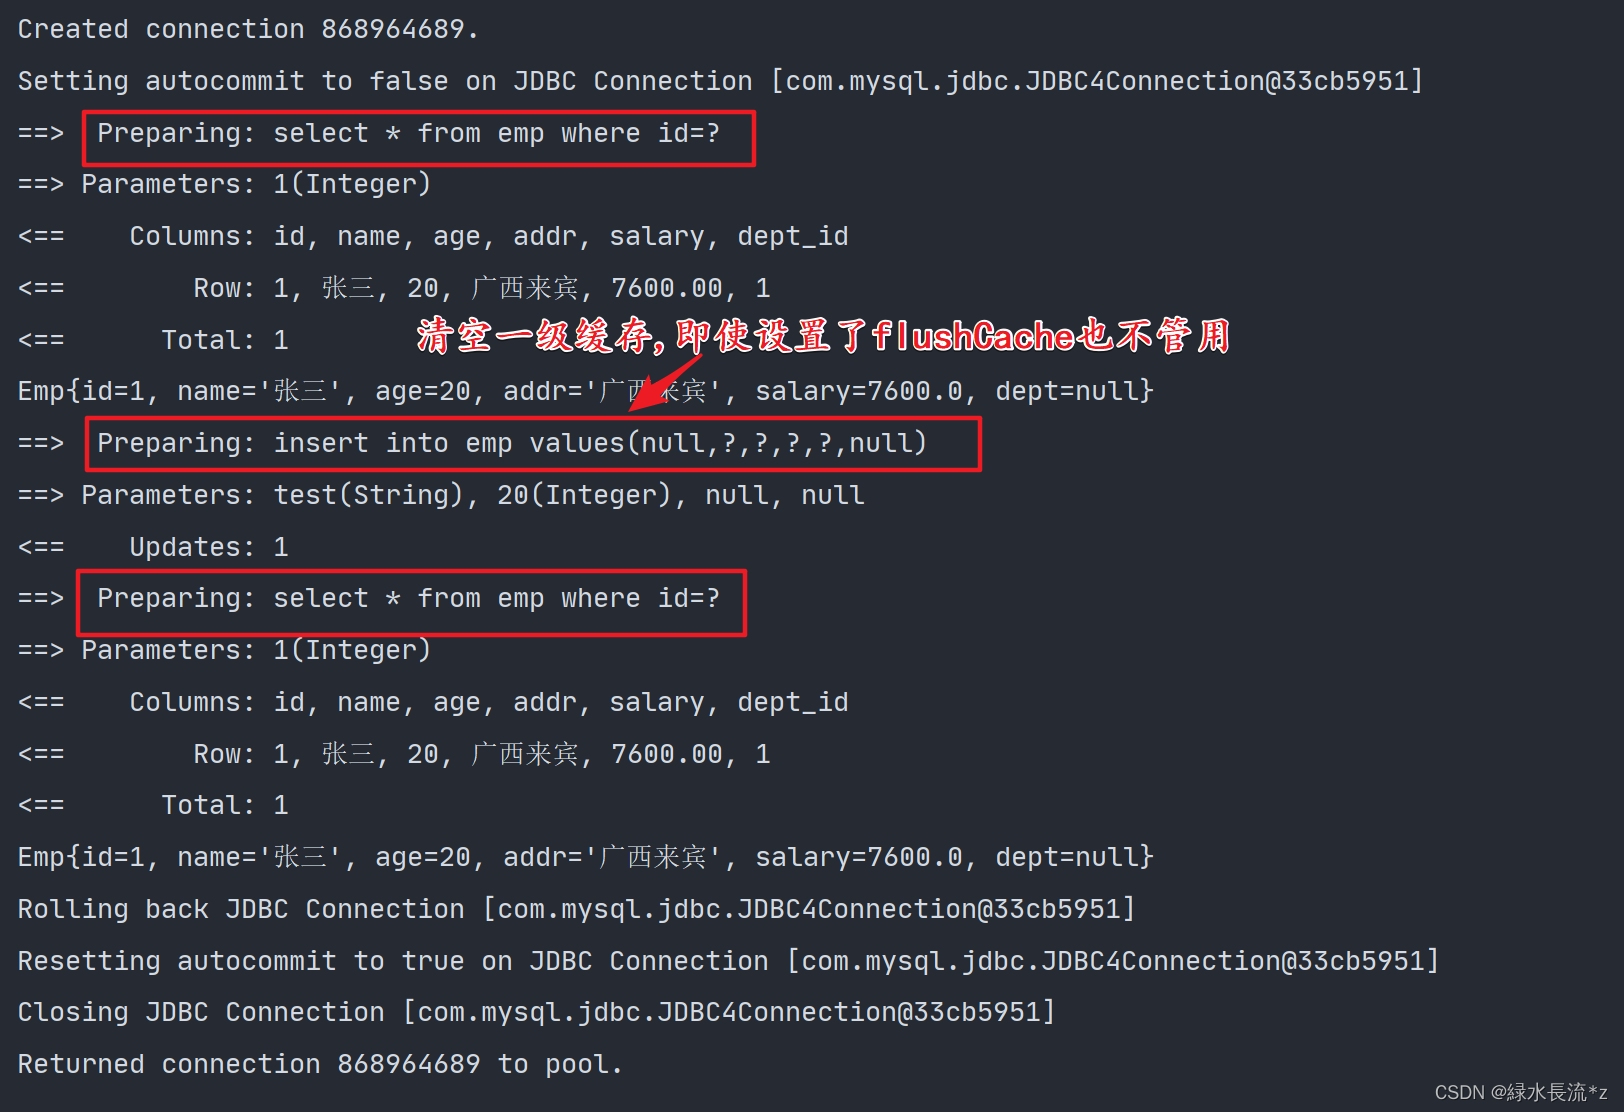 Created connection 868964689.
Setting autocommit to false on JDBC Connection [com.mysql.jdbc.JDBC4Connection@33cb5951]
==>  Preparing: select * from emp where id=?
==> Parameters: 1(Integer)
<==    Columns: id, name, age, addr, salary, dept_id
<==        Row: 1, 张三, 20, 广西来宾, 7600.00, 1
清空一级缓存,即使设置了flushCache也不管用
<==      Total: 1
Emp{id=1, name='张三', age=20, addr='广西来宾', salary=7600.0, dept=null}
==>  Preparing: insert into emp values(null,?,?,?,?,null)
==> Parameters: test(String), 20(Integer), null, null
<==    Updates: 1
==>  Preparing: select * from emp where id=?
==> Parameters: 1(Integer)
<==    Columns: id, name, age, addr, salary, dept_id
<==        Row: 1, 张三, 20, 广西来宾, 7600.00, 1
<==      Total: 1
Emp{id=1, name='张三', age=20, addr='广西来宾', salary=7600.0, dept=null}
Rolling back JDBC Connection [com.mysql.jdbc.JDBC4Connection@33cb5951]
Resetting autocommit to true on JDBC Connection [com.mysql.jdbc.JDBC4Connection@33cb5951]
Closing JDBC Connection [com.mysql.jdbc.JDBC4Connection@33cb5951]
Returned connection 868964689 to pool.
CSDN @緑水長流*z